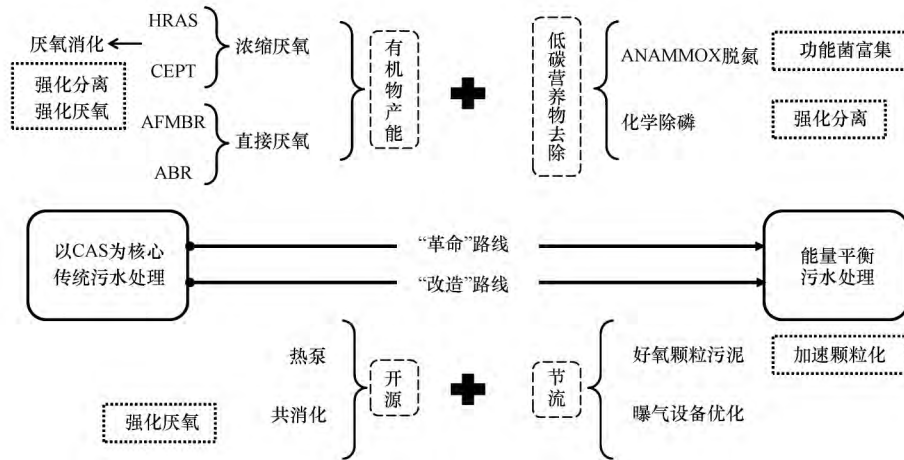 HRAS
厌氧消化
浓缩厌氧
CEPT
强化分离
强化厌氧
AFMBR
直接厌氧
ABR
有机物产能
低碳营养物去除
ANAMMOX脱氮
功能菌富集
化学除磷
强化分离
以CAS为核心
传统污水处理
“革命”路线
“改造”路线
能量平衡
污水处理
热泵
共消化
强化厌氧
开源
节流
好氧颗粒污泥
加速颗粒化
曝气设备优化